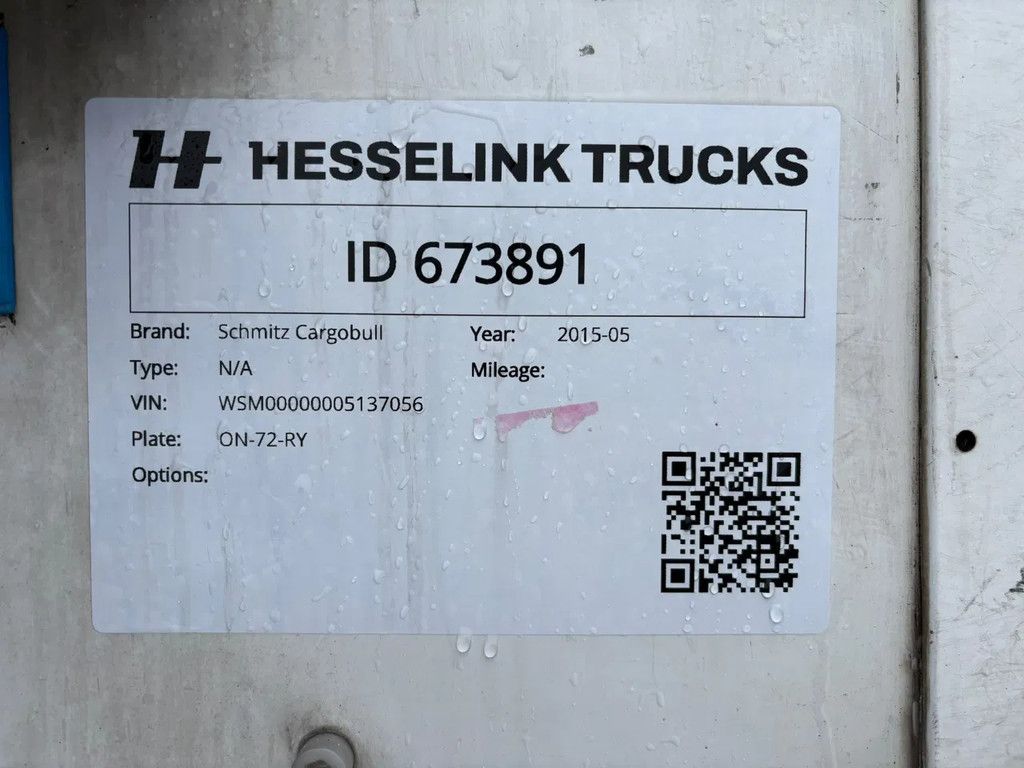 H HESSELINK TRUCKS
ID 673891
Brand: Schmitz Cargobull Year: 2015-05
Type: N/A Mileage:
VIN: WSM00000005137056
Plate: ON-72-RY
Options: